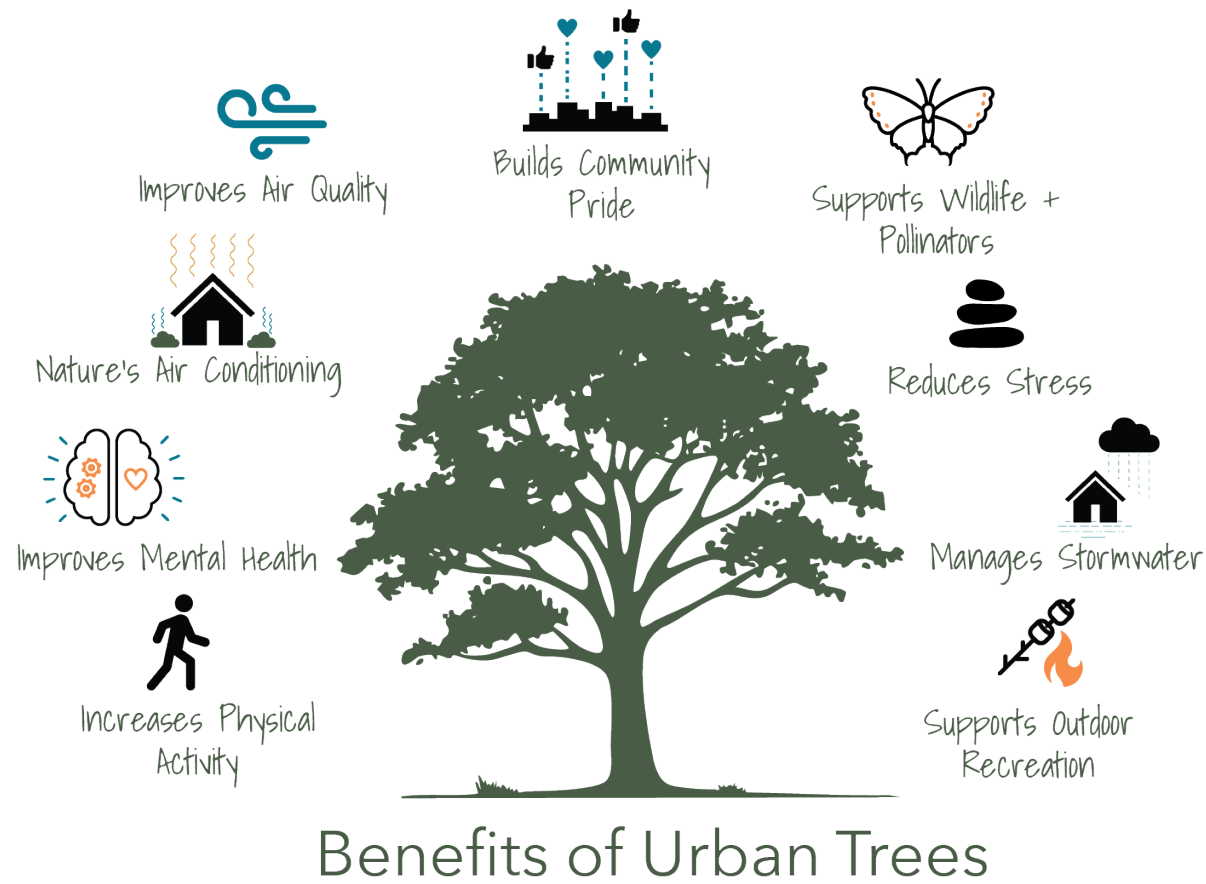 Builds Community
Pride
Improves Air Quality
Supports Wildlife +
Pollinators
Nature's Air Conditioning
Reduces Stress
Improves Mental Health
Manages Stormwater
Increases Physical
Activity
Supports Outdoor
Recreation
Benefits of Urban Trees